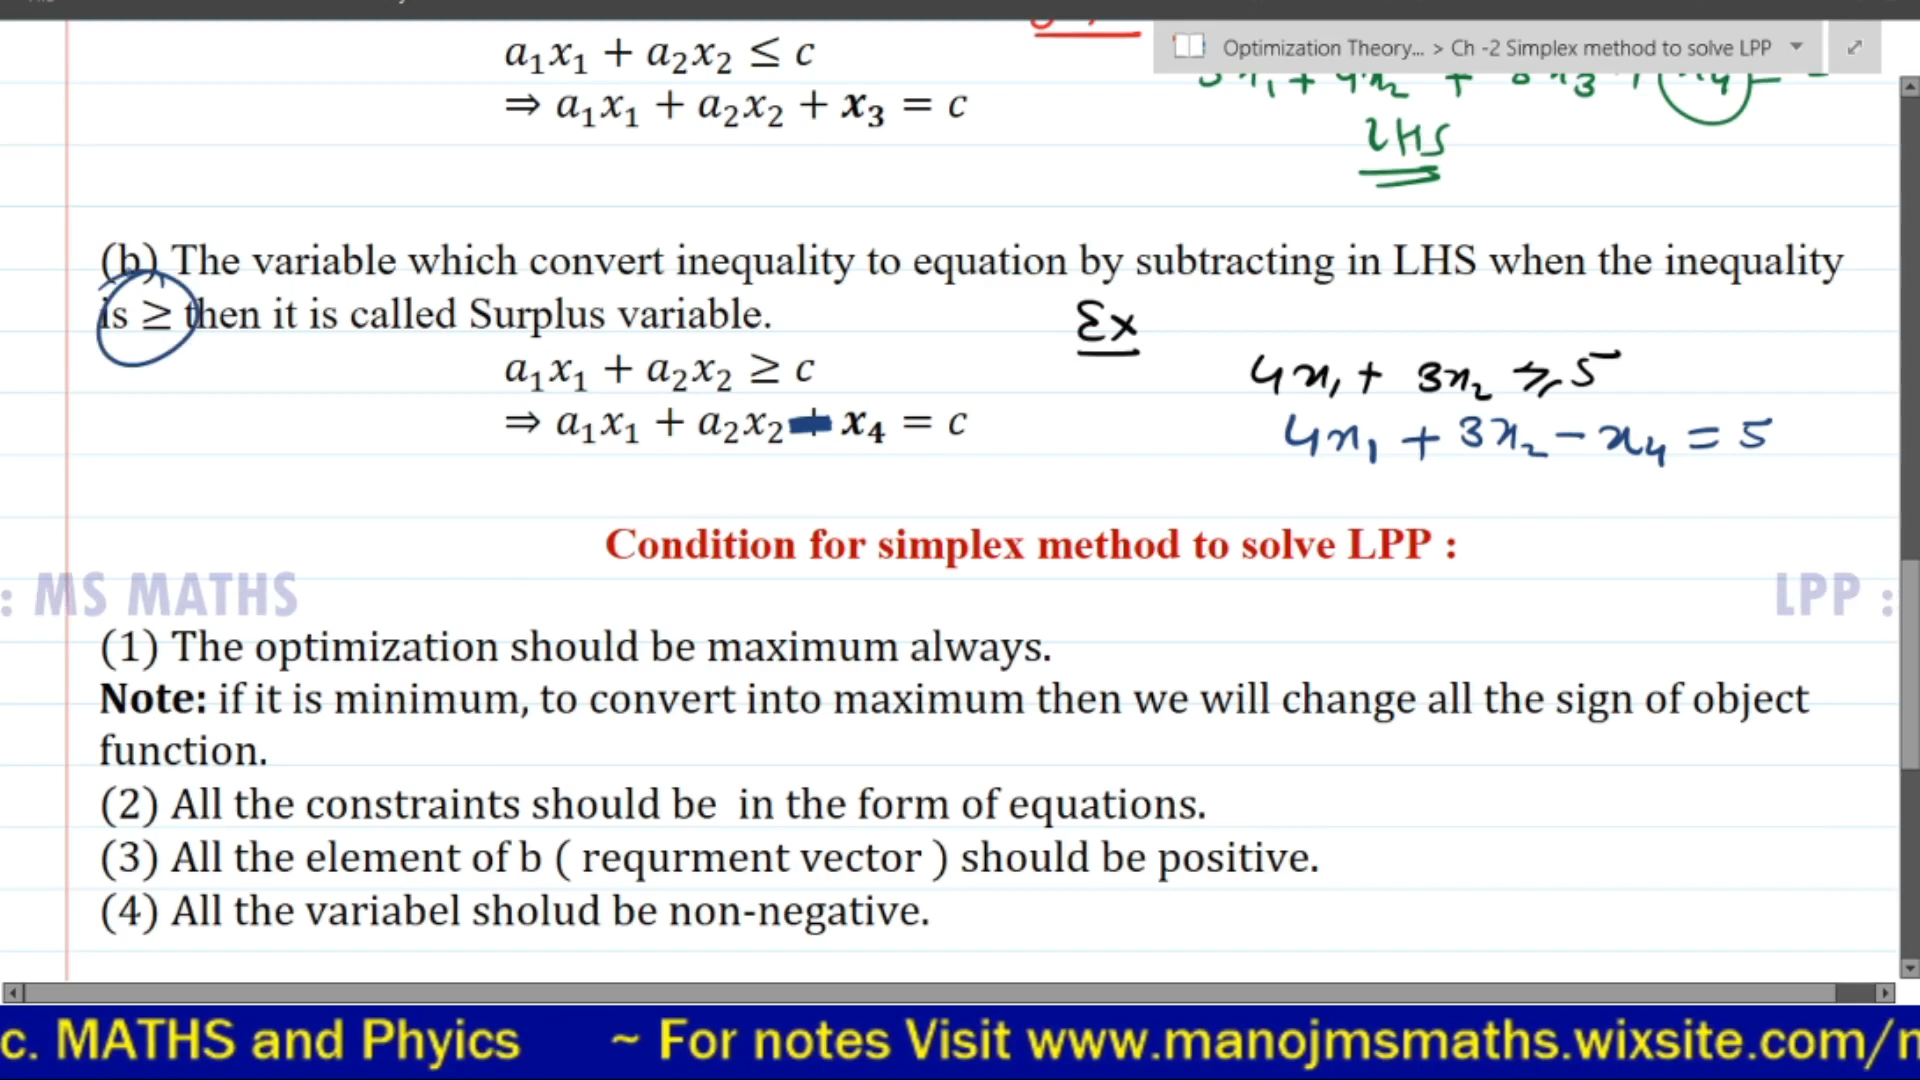 Optimization Theory... > Ch -2 Simplex method to solve LPP
a₁x₁ + a₂x₂ ≤ c
⇒ a₁x₁ + a₂x₂ + x₃ = c
LHS
(b) The variable which convert inequality to equation by subtracting in LHS when the inequality
is ≥ then it is called Surplus variable.
Ex
a₁x₁ + a₂x₂ ≥ c
4x₁ + 3x₂ ≥ 5
⇒ a₁x₁ + a₂x₂ - x₄ = c
4x₁ + 3x₂ - x₄ = 5
Condition for simplex method to solve LPP :
: MS MATHS
LPP :
(1) The optimization should be maximum always.
Note: if it is minimum, to convert into maximum then we will change all the sign of object
function.
(2) All the constraints should be in the form of equations.
(3) All the element of b ( requrment vector ) should be positive.
(4) All the variabel sholud be non-negative.
c. MATHS and Phyics ~ For notes Visit www.manojmsmaths.wixsite.com/